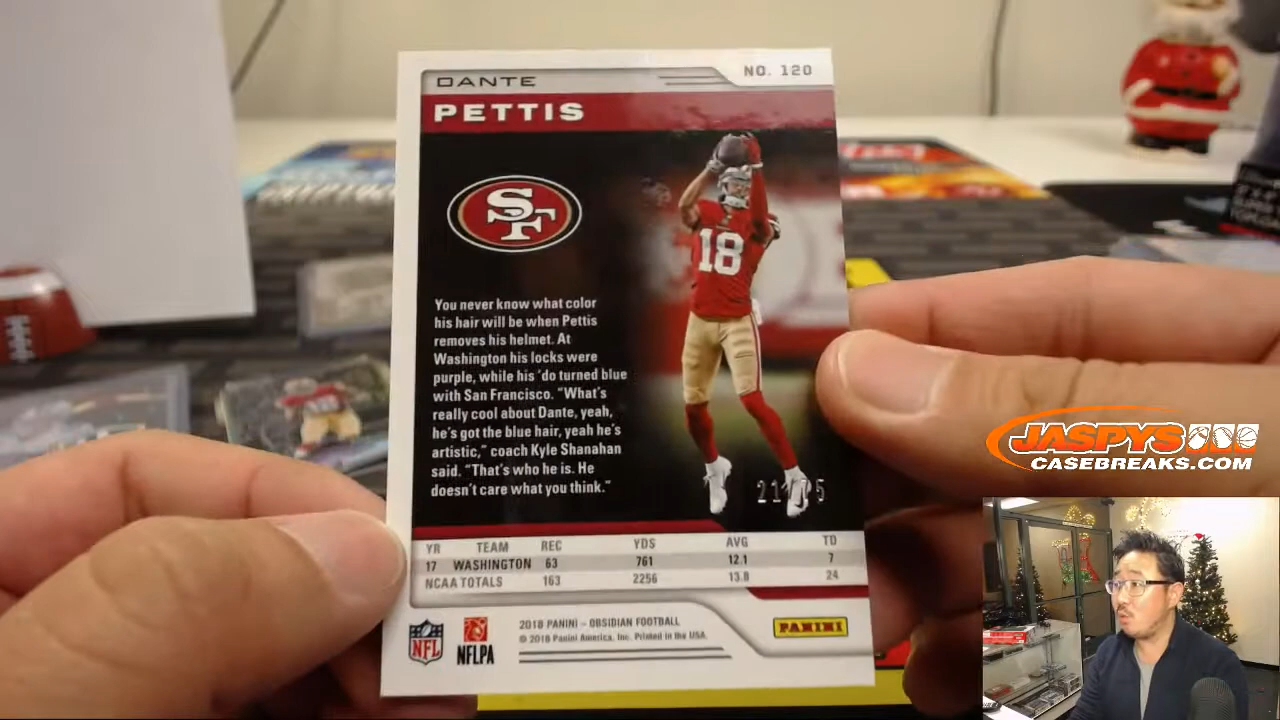 DANTE
NO. 120
PETTIS
SF
18
You never know what color
his hair will be when Pettis
removes his helmet. At
Washington his locks were
purple, while his 'do turned blue
with San Francisco. “What's
really cool about Dante, yeah,
he's got the blue hair, yeah he's
artistic,” coach Kyle Shanahan
said. “That's who he is. He
doesn't care what you think.”
YR TEAM REC YDS AVG TD
17 WASHINGTON 63 761 12.1 7
NCAA TOTALS 163 2256 13.8 24
NFL
NFLPA
2018 PANINI – OBSIDIAN FOOTBALL
© 2018 Panini America, Inc. Printed in the USA.
PANINI
JASPYS
CASEBREAKS.COM